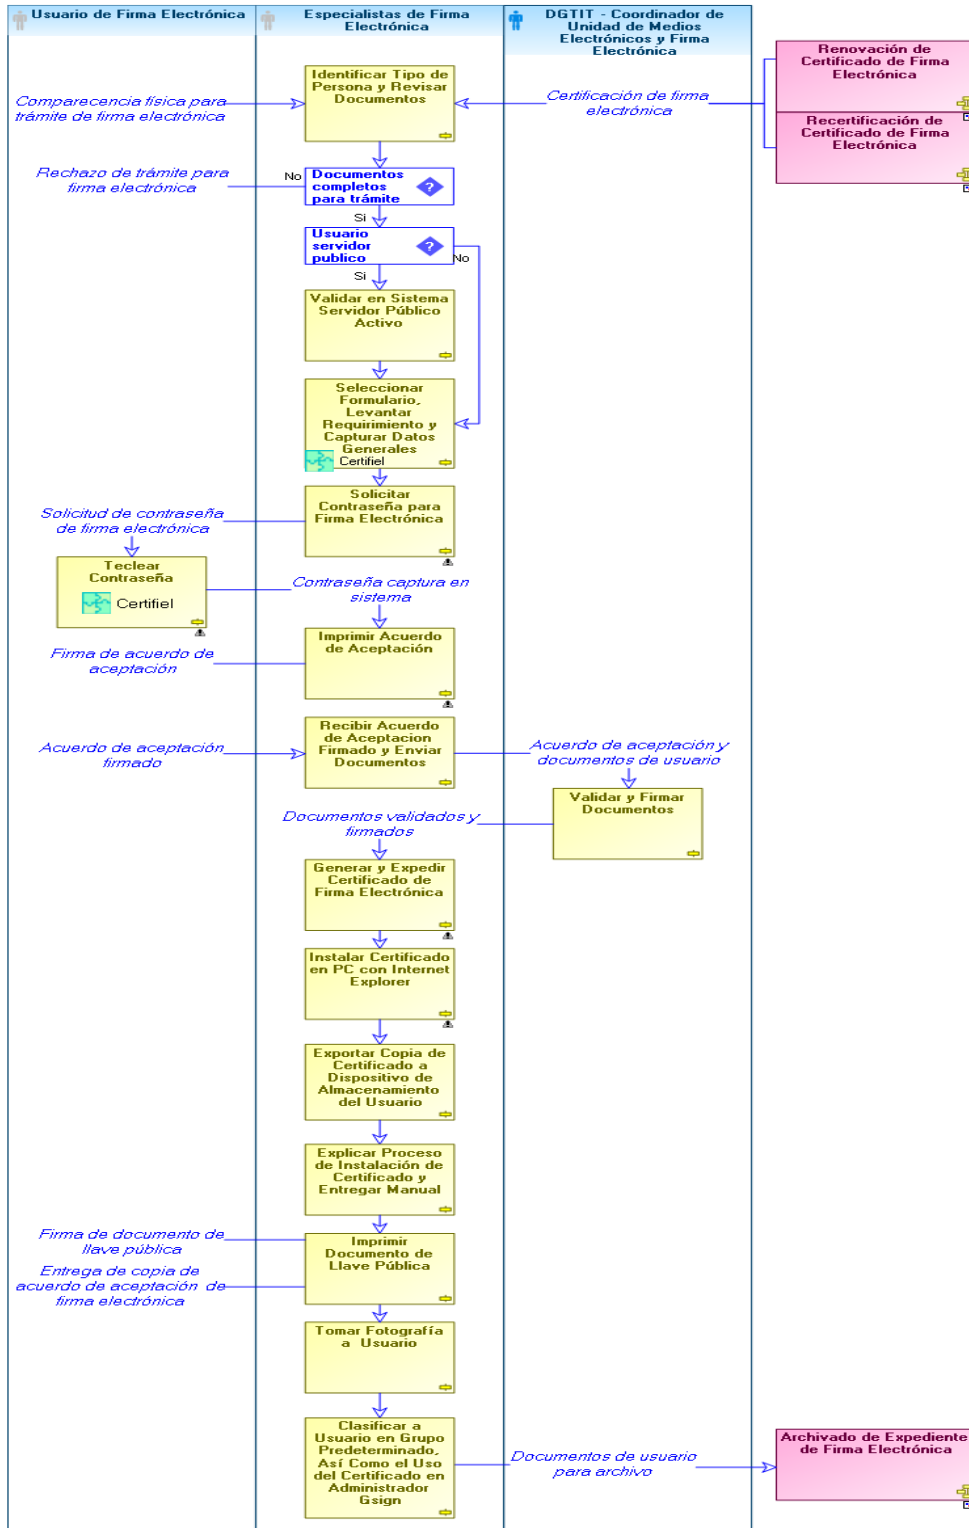 Usuario de Firma Electrónica
Especialistas de Firma
Electrónica
DGTIT - Coordinador de
Unidad de Medios
Electrónicos y Firma
Electrónica
Renovación de
Certificado de Firma
Electrónica
Identificar Tipo de
Persona y Revisar
Documentos
Comparecencia física para
trámite de firma electrónica
Certificación de firma
electrónica
Recertificación de
Certificado de Firma
Electrónica
Rechazo de trámite para
firma electrónica
No
Documentos
completos
para trámite
?
Si
Usuario
servidor
publico
?
No
Si
Validar en Sistema
Servidor Público
Activo
Seleccionar
Formulario,
Levantar
Requirimiento y
Capturar Datos
Generales
Certifiel
Solicitar
Contraseña para
Firma Electrónica
Solicitud de contraseña
de firma electrónica
Teclear
Contraseña
Certifiel
Contraseña captura en
sistema
Imprimir Acuerdo
de Aceptación
Firma de acuerdo de
aceptación
Recibir Acuerdo
de Aceptacion
Firmado y Enviar
Documentos
Acuerdo de aceptación
firmado
Acuerdo de aceptación y
documentos de usuario
Validar y Firmar
Documentos
Documentos validados y
firmados
Generar y Expedir
Certificado de
Firma Electrónica
Instalar Certificado
en PC con Internet
Explorer
Exportar Copia de
Certificado a
Dispositivo de
Almacenamiento
del Usuario
Explicar Proceso
de Instalación de
Certificado y
Entregar Manual
Firma de documento de
llave pública
Imprimir
Documento de
Llave Pública
Entrega de copia de
acuerdo de aceptación de
firma electrónica
Tomar Fotografía
a Usuario
Clasificar a
Usuario en Grupo
Predeterminado,
Así Como el Uso
del Certificado en
Administrador
Gsign
Documentos de usuario
para archivo
Archivado de Expediente
de Firma Electrónica